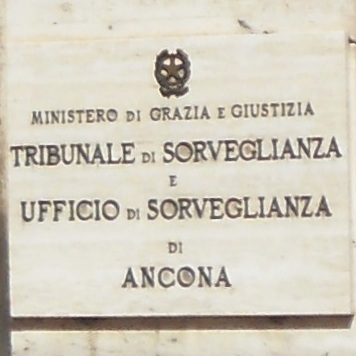 MINISTERO DI GRAZIA E GIUSTIZIA
TRIBUNALE DI SORVEGLIANZA
E
UFFICIO DI SORVEGLIANZA
DI
ANCONA